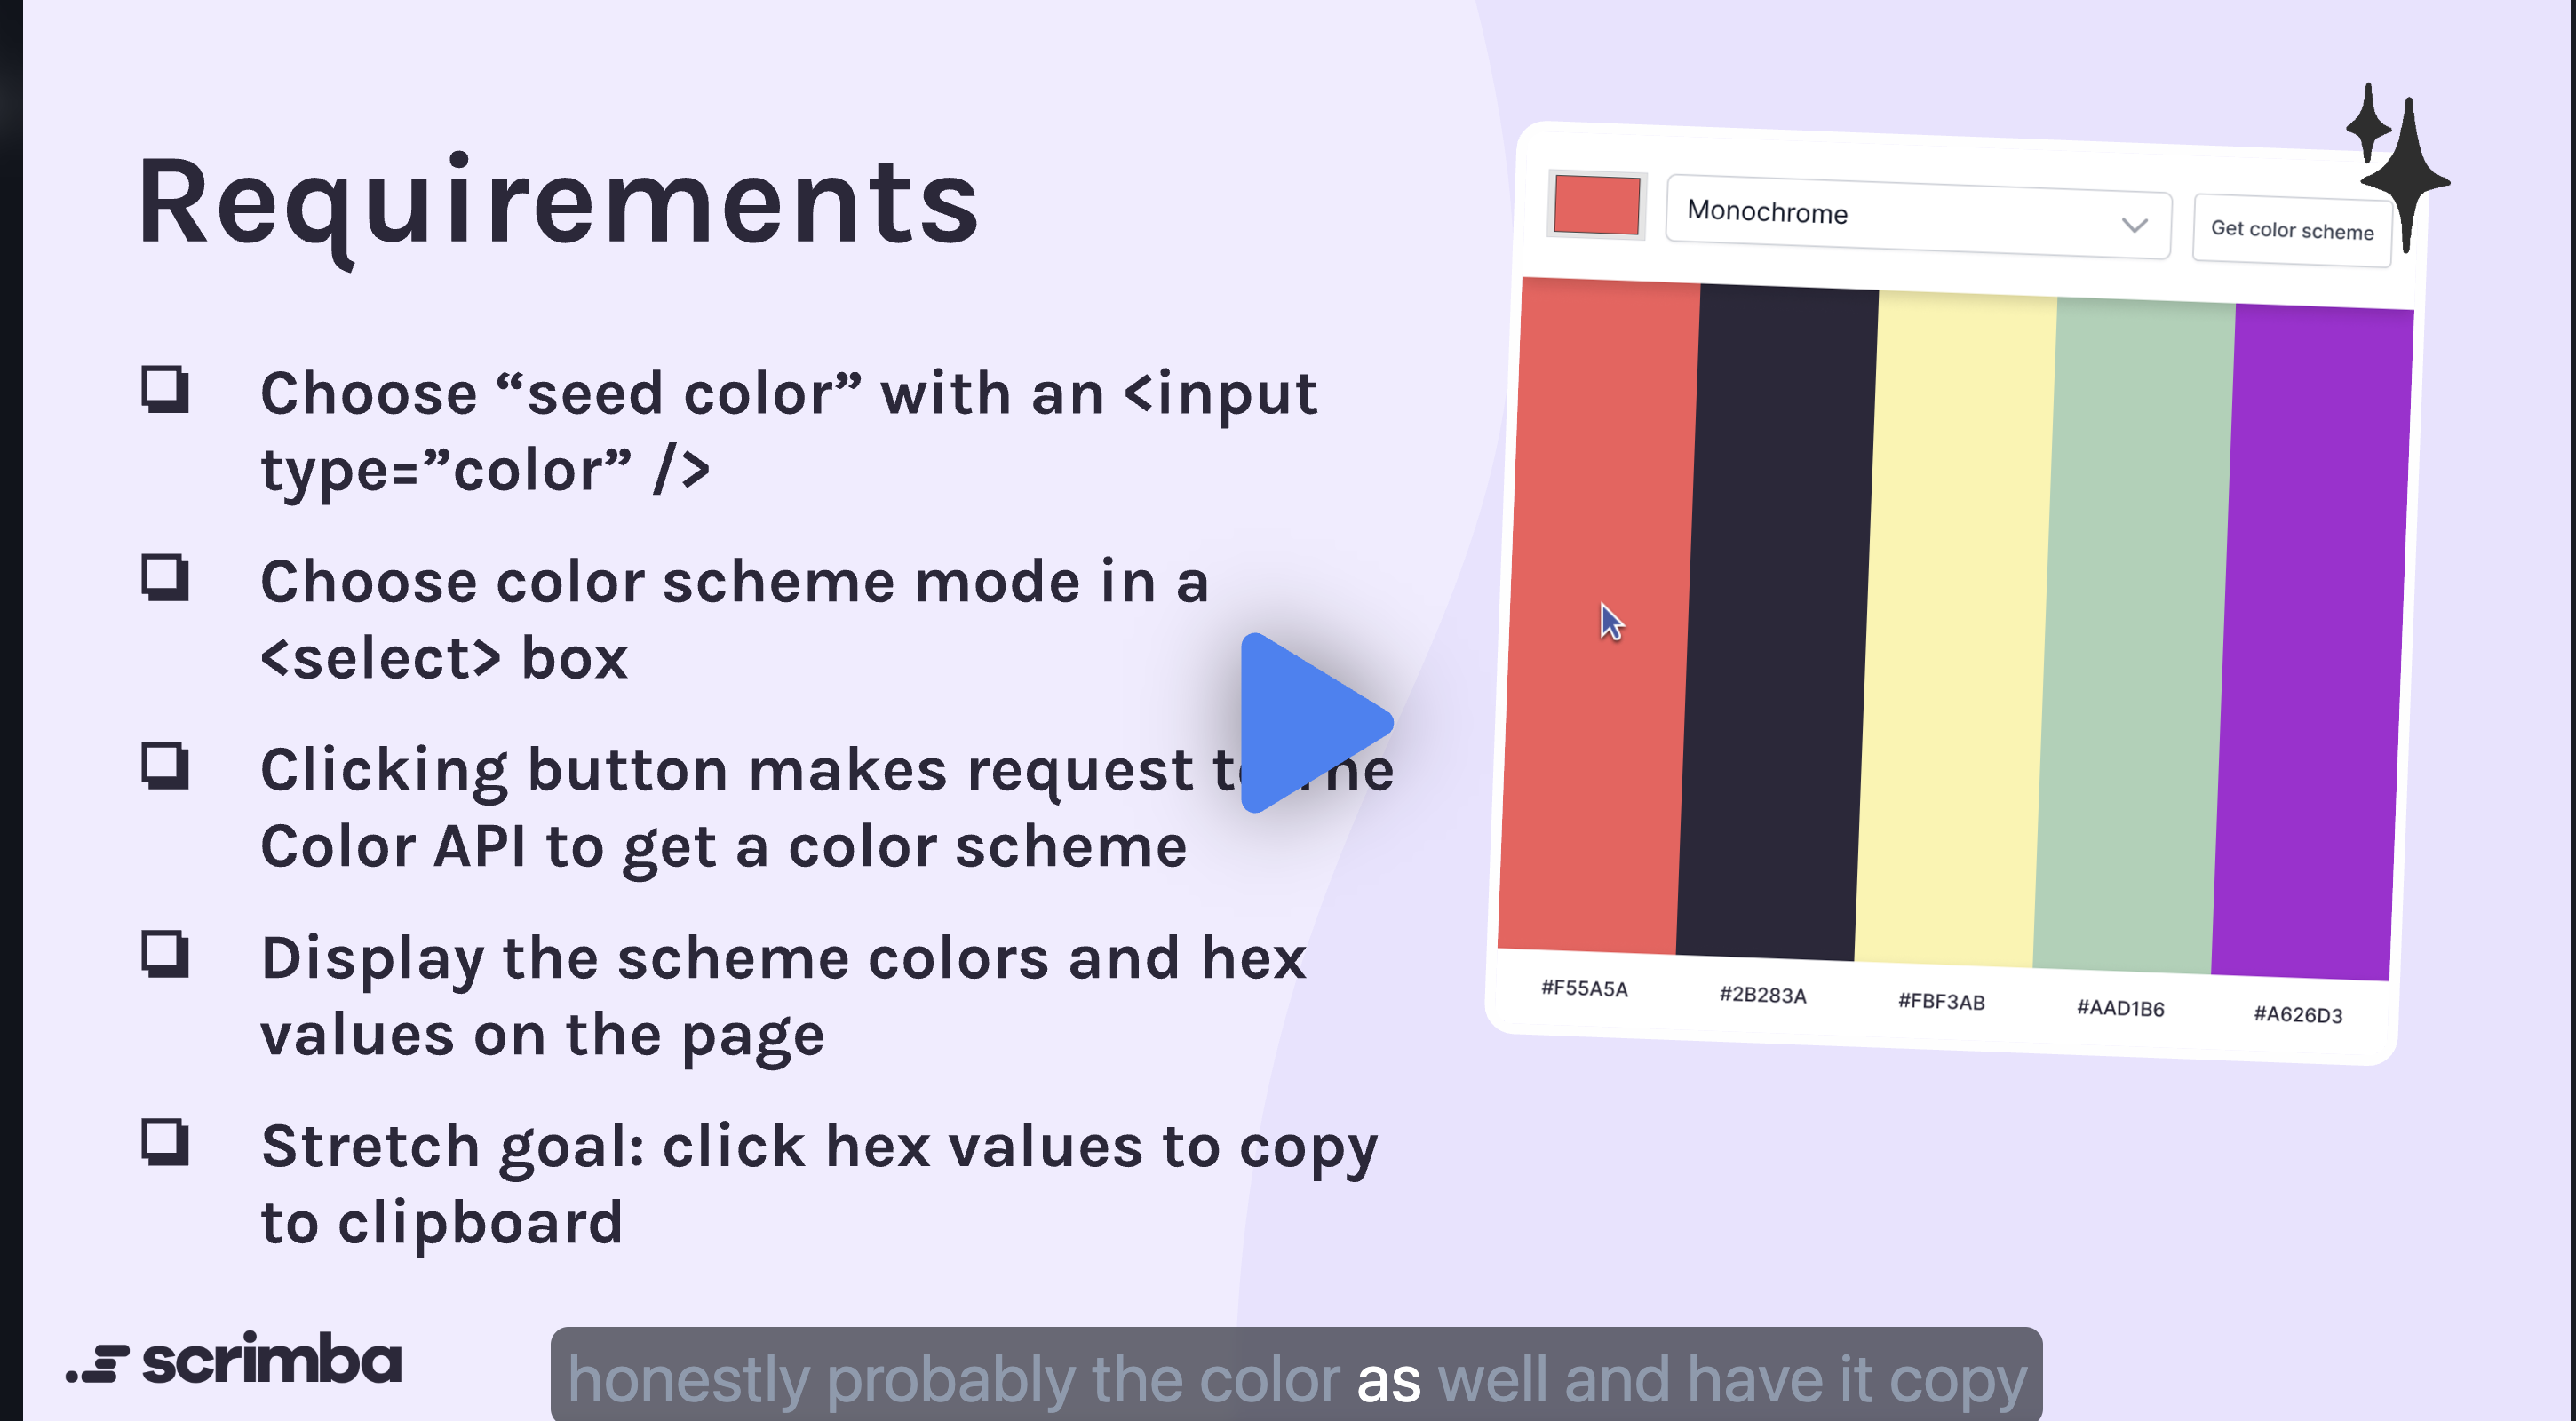 Requirements
Choose “seed color” with an <input
type=”color” />
Choose color scheme mode in a
<select> box
Clicking button makes request
Color API to get a color scheme
Display the scheme colors and hex
values on the page
Stretch goal: click hex values to copy
to clipboard
Monochrome
Get color scheme
#F55A5A
#2B283A
#FBF3AB
#AAD1B6
#A626D3
scrimba
honestly probably the color as well and have it copy